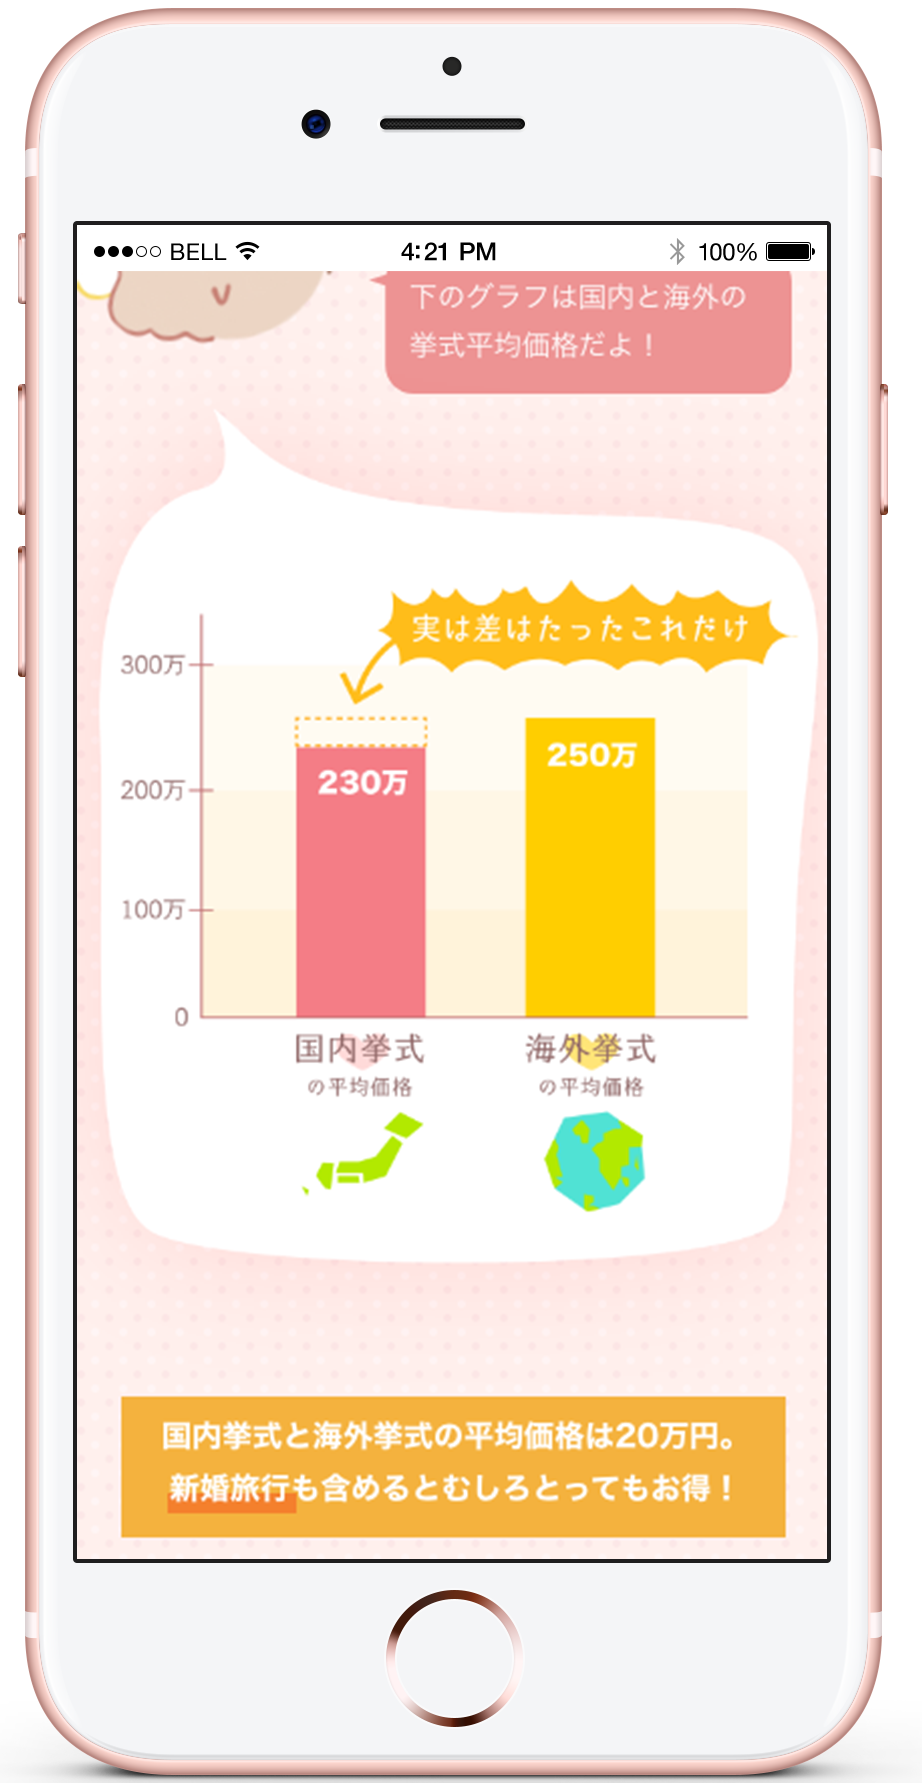 BELL 4:21 PM 100%
下のグラフは国内と海外の
挙式平均価格だよ！
実は差はたったこれだけ
300万
200万
100万
0
230万
250万
国内挙式
の平均価格
海外挙式
の平均価格
国内挙式と海外挙式の平均価格は20万円。
新婚旅行も含めるとむしろとってもお得！